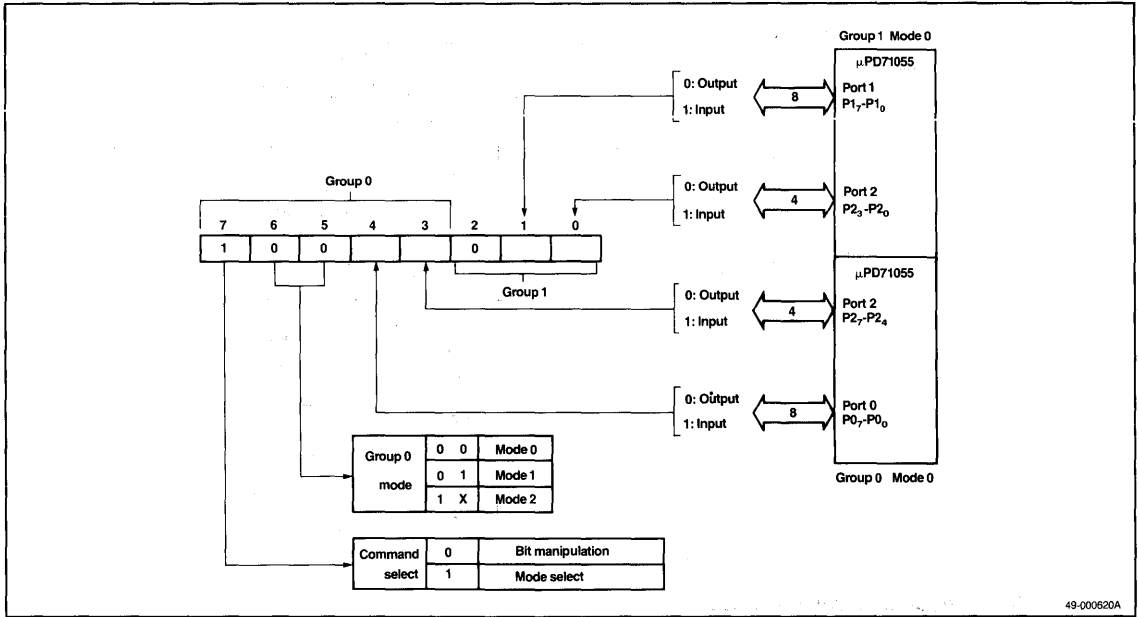 Group 1 Mode 0
μPD71055
0: Output
1: Input
8
Port 1
P1₇-P1₀
0: Output
1: Input
4
Port 2
P2₃-P2₀
Group 0
7 6 5 4 3 2 1 0
1 0 0 0
Group 1
μPD71055
0: Output
1: Input
4
Port 2
P2₇-P2₄
0: Output
1: Input
8
Port 0
P0₇-P0₀
Group 0 Mode 0
Group 0
mode
0 0 Mode 0
0 1 Mode 1
1 X Mode 2
Command
select
0 Bit manipulation
1 Mode select
49-000620A